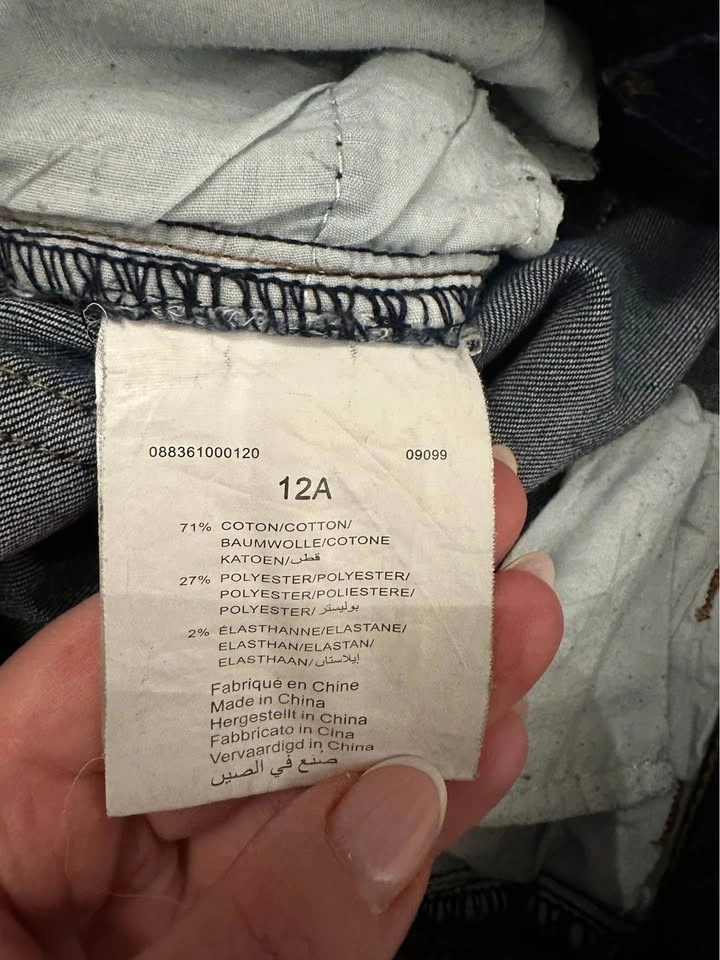 088361000120 09099
12A
71% COTON/COTTON/
BAUMWOLLE/COTONE
KATOEN/قطن
27% POLYESTER/POLYESTER/
POLYESTER/POLIESTERE/
POLYESTER/ بوليستر
2% ÉLASTHANNE/ELASTANE/
ELASTHAN/ELASTAN/
ELASTHAAN/إيلاستان
Fabriqué en Chine
Made in China
Hergestellt in China
Fabbricato in Cina
Vervaardigd in China
صنع في الصين